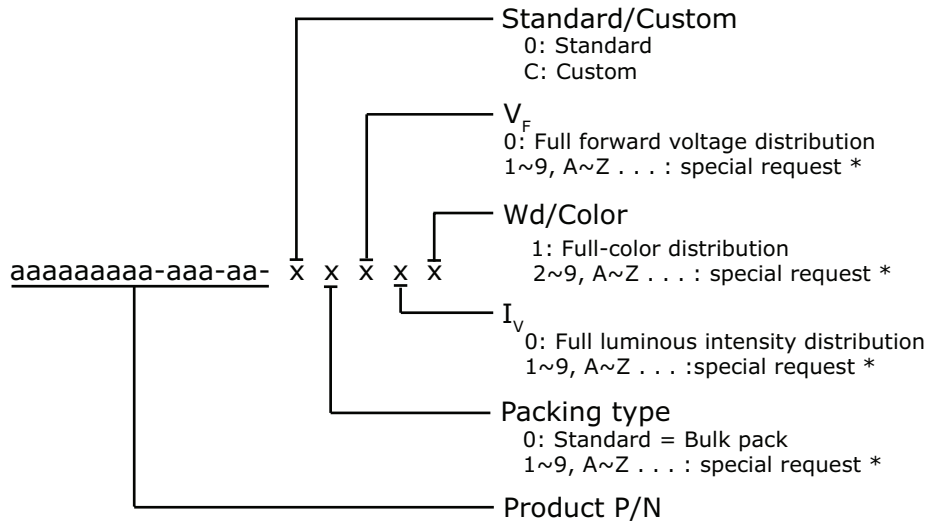 Standard/Custom
0: Standard
C: Custom
V_F
0: Full forward voltage distribution
1~9, A~Z . . . : special request *
Wd/Color
1: Full-color distribution
2~9, A~Z . . . : special request *
aaaaaaaaa-aaa-aa- x x x x x
I_V
0: Full luminous intensity distribution
1~9, A~Z . . . :special request *
Packing type
0: Standard = Bulk pack
1~9, A~Z . . . : special request *
Product P/N